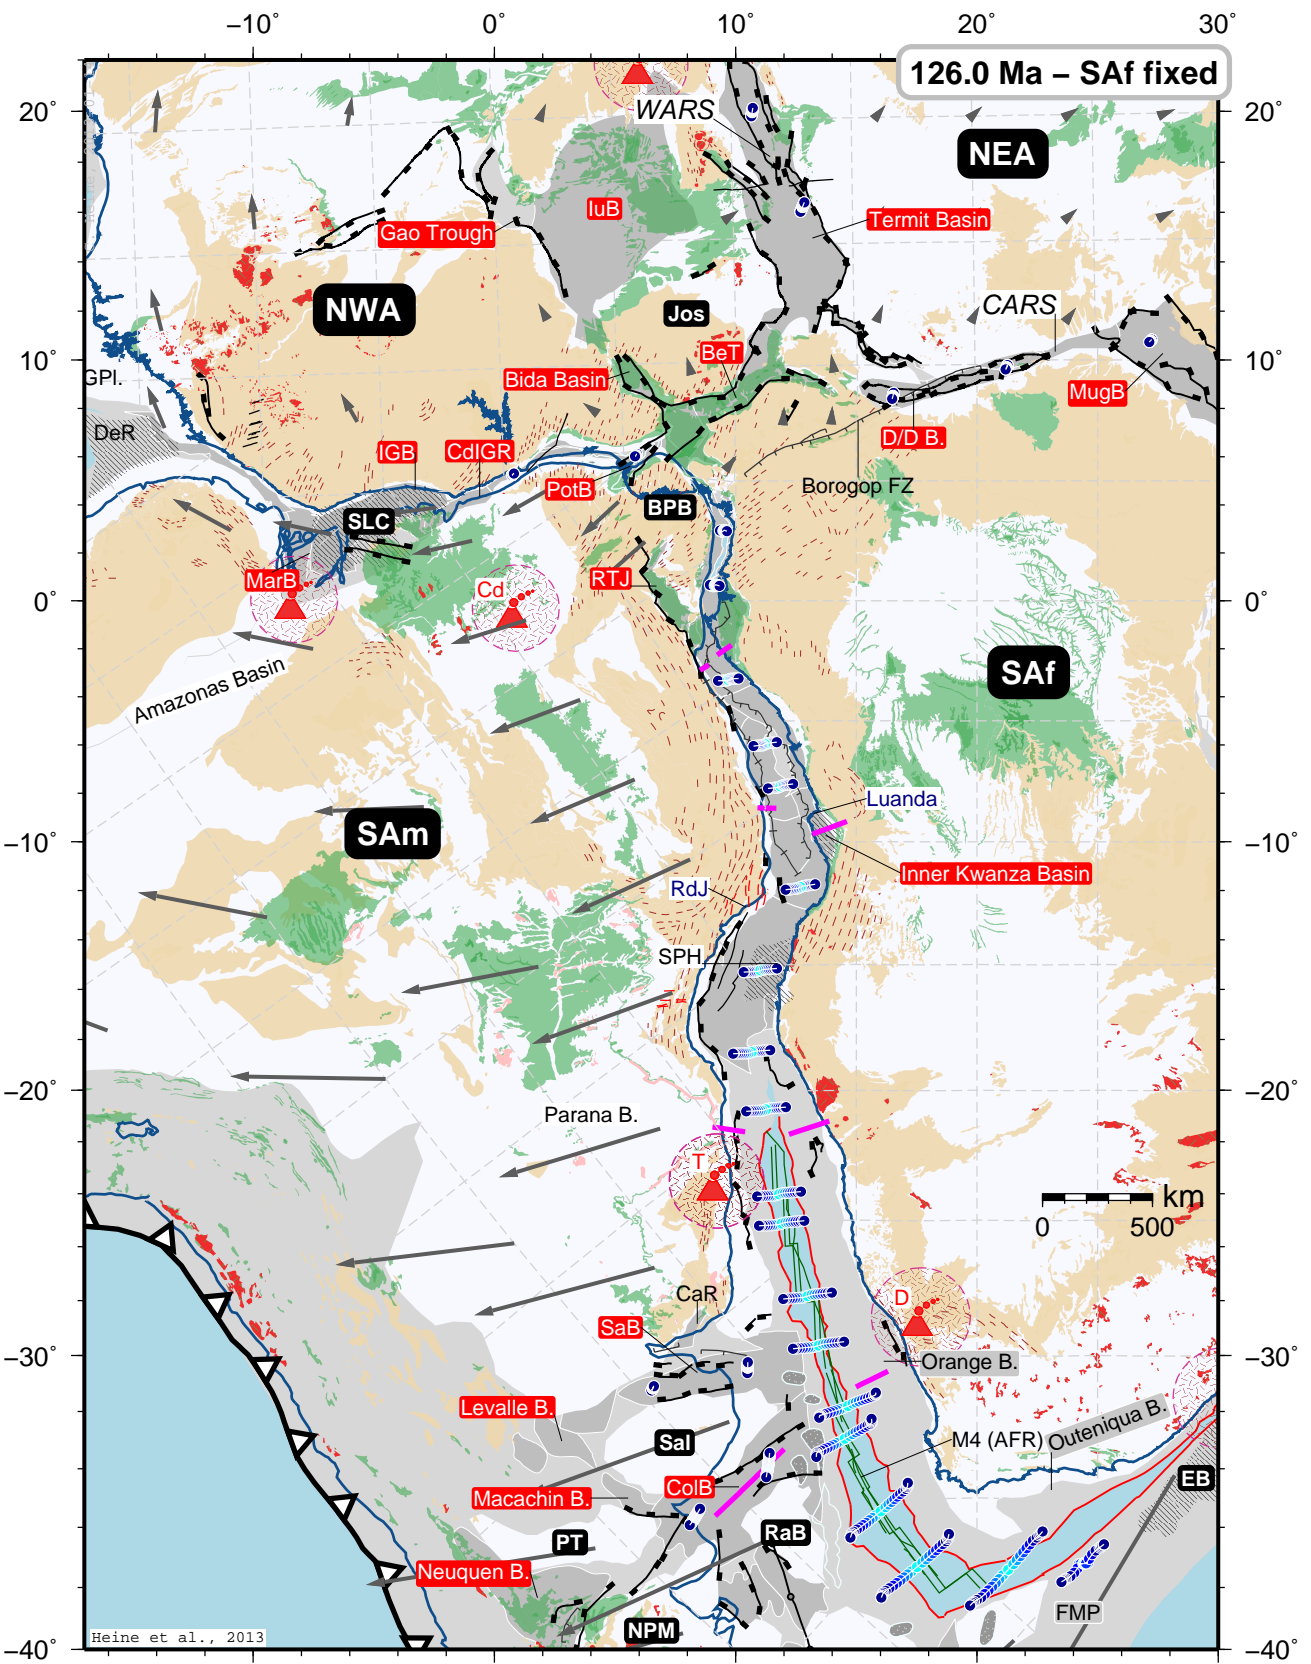 −10˚ 0˚ 10˚ 20˚ 30˚
126.0 Ma – SAf fixed
20˚ 20˚
WARS
NEA
IuB
Termit Basin
Gao Trough
NWA
CARS
Jos
BeT
10˚ 10˚
GPl.
Bida Basin
MugB
DeR
D/D B.
IGB
CdIGR
PotB
Borogop FZ
BPB
SLC
MarB
Cd
RTJ
0˚ 0˚
Amazonas Basin
SAf
Luanda
SAm
−10˚ −10˚
Inner Kwanza Basin
RdJ
SPH
−20˚ −20˚
Parana B.
T
km
0 500
CaR
D
SaB
−30˚ −30˚
Orange B.
Levalle B.
Sal
M4 (AFR)
Outeniqua B.
EB
ColB
Macachin B.
RaB
PT
Neuquen B.
FMP
NPM
Heine et al., 2013
−40˚ −40˚